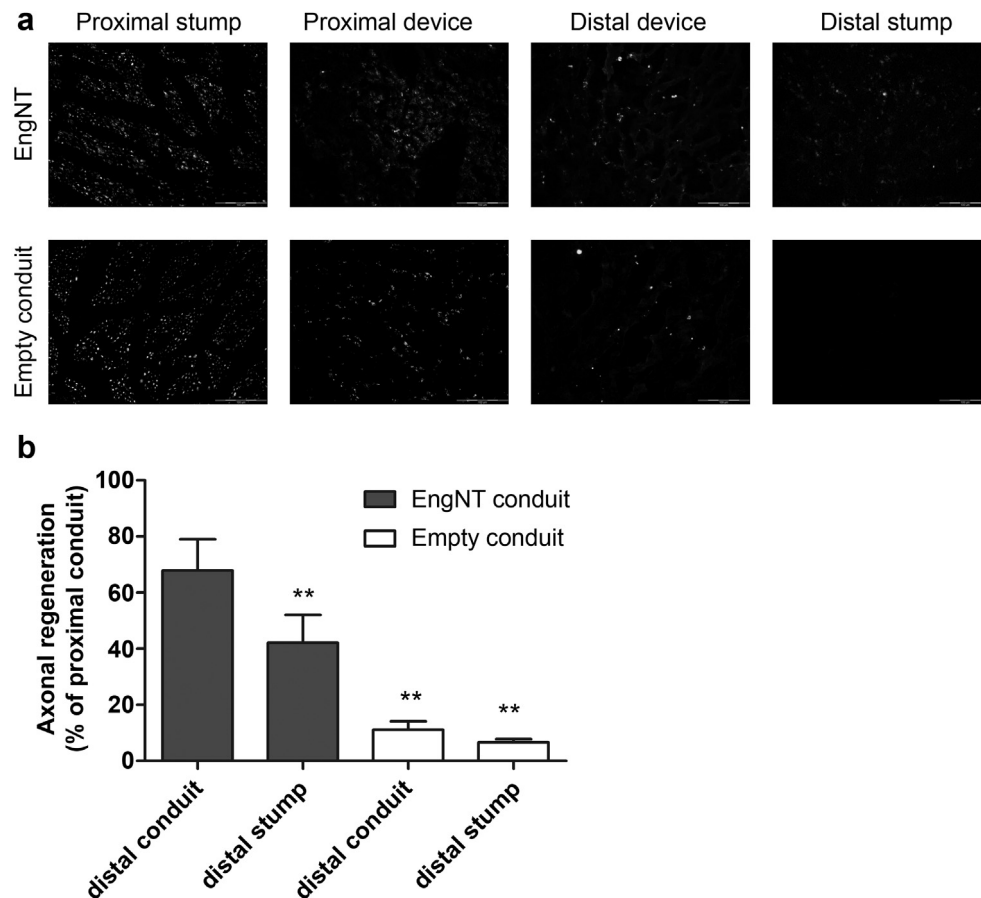 a
Proximal stump Proximal device Distal device Distal stump
EngNT
Empty conduit
b
Axonal regeneration
(% of proximal conduit)
100
80
60
40
20
0
EngNT conduit
Empty conduit
**
**
**
distal conduit
distal stump
distal conduit
distal stump